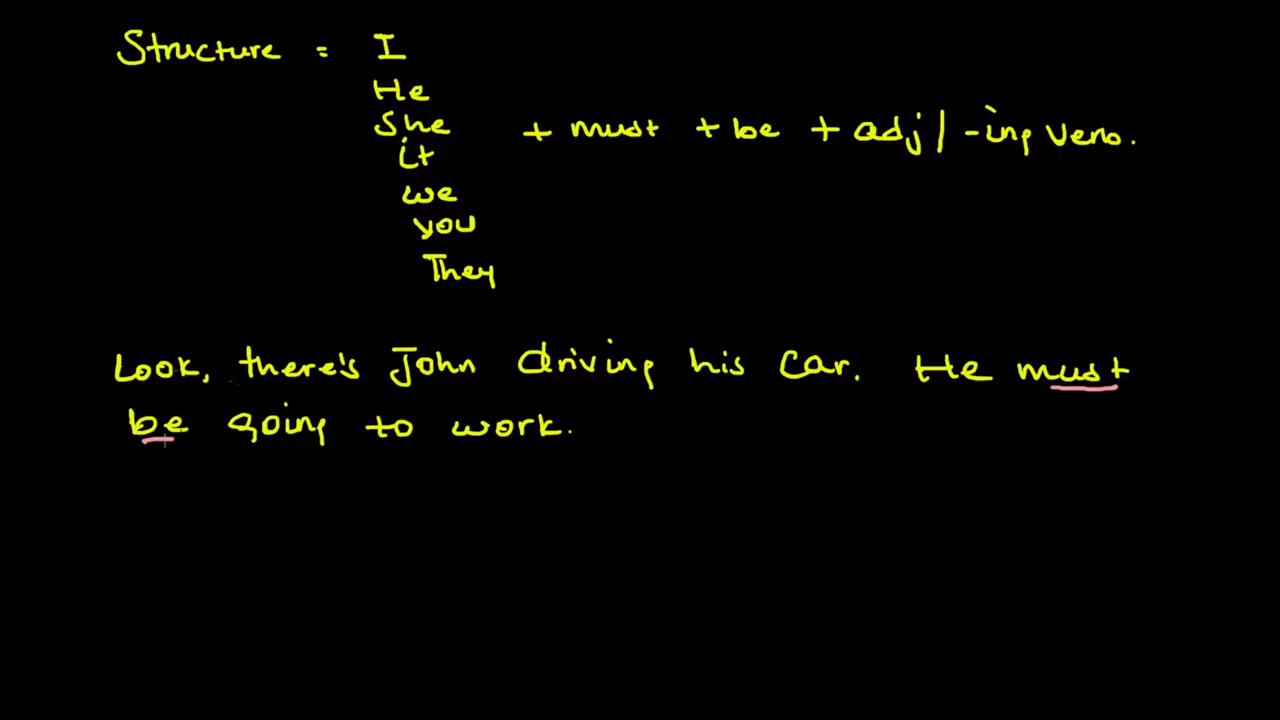 Structure = I
He
She + must + be + adj/-ing verb.
it
we
you
They
Look, there's John driving his car. He must
be going to work.